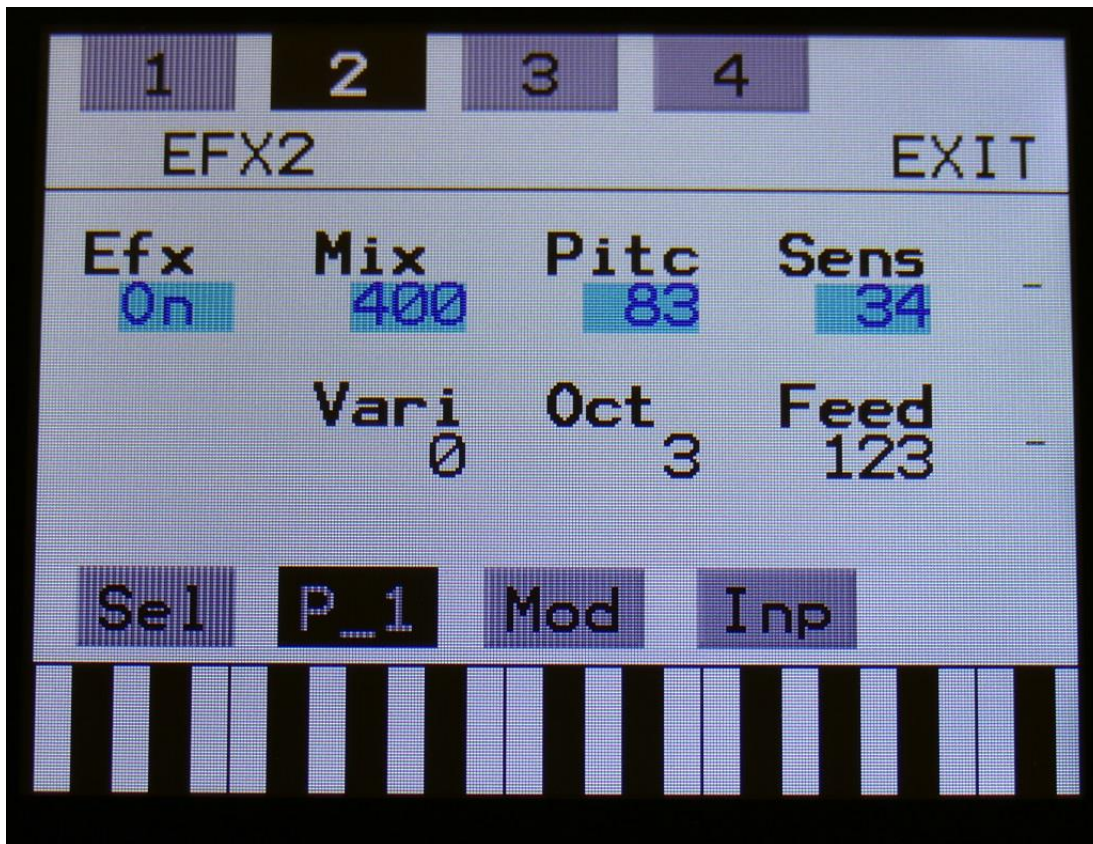 1 2 3 4
EFX2 EXIT
Efx Mix Pitc Sens -
On 400 83 34
Vari Oct Feed -
0 3 123
Sel P_1 Mod Inp